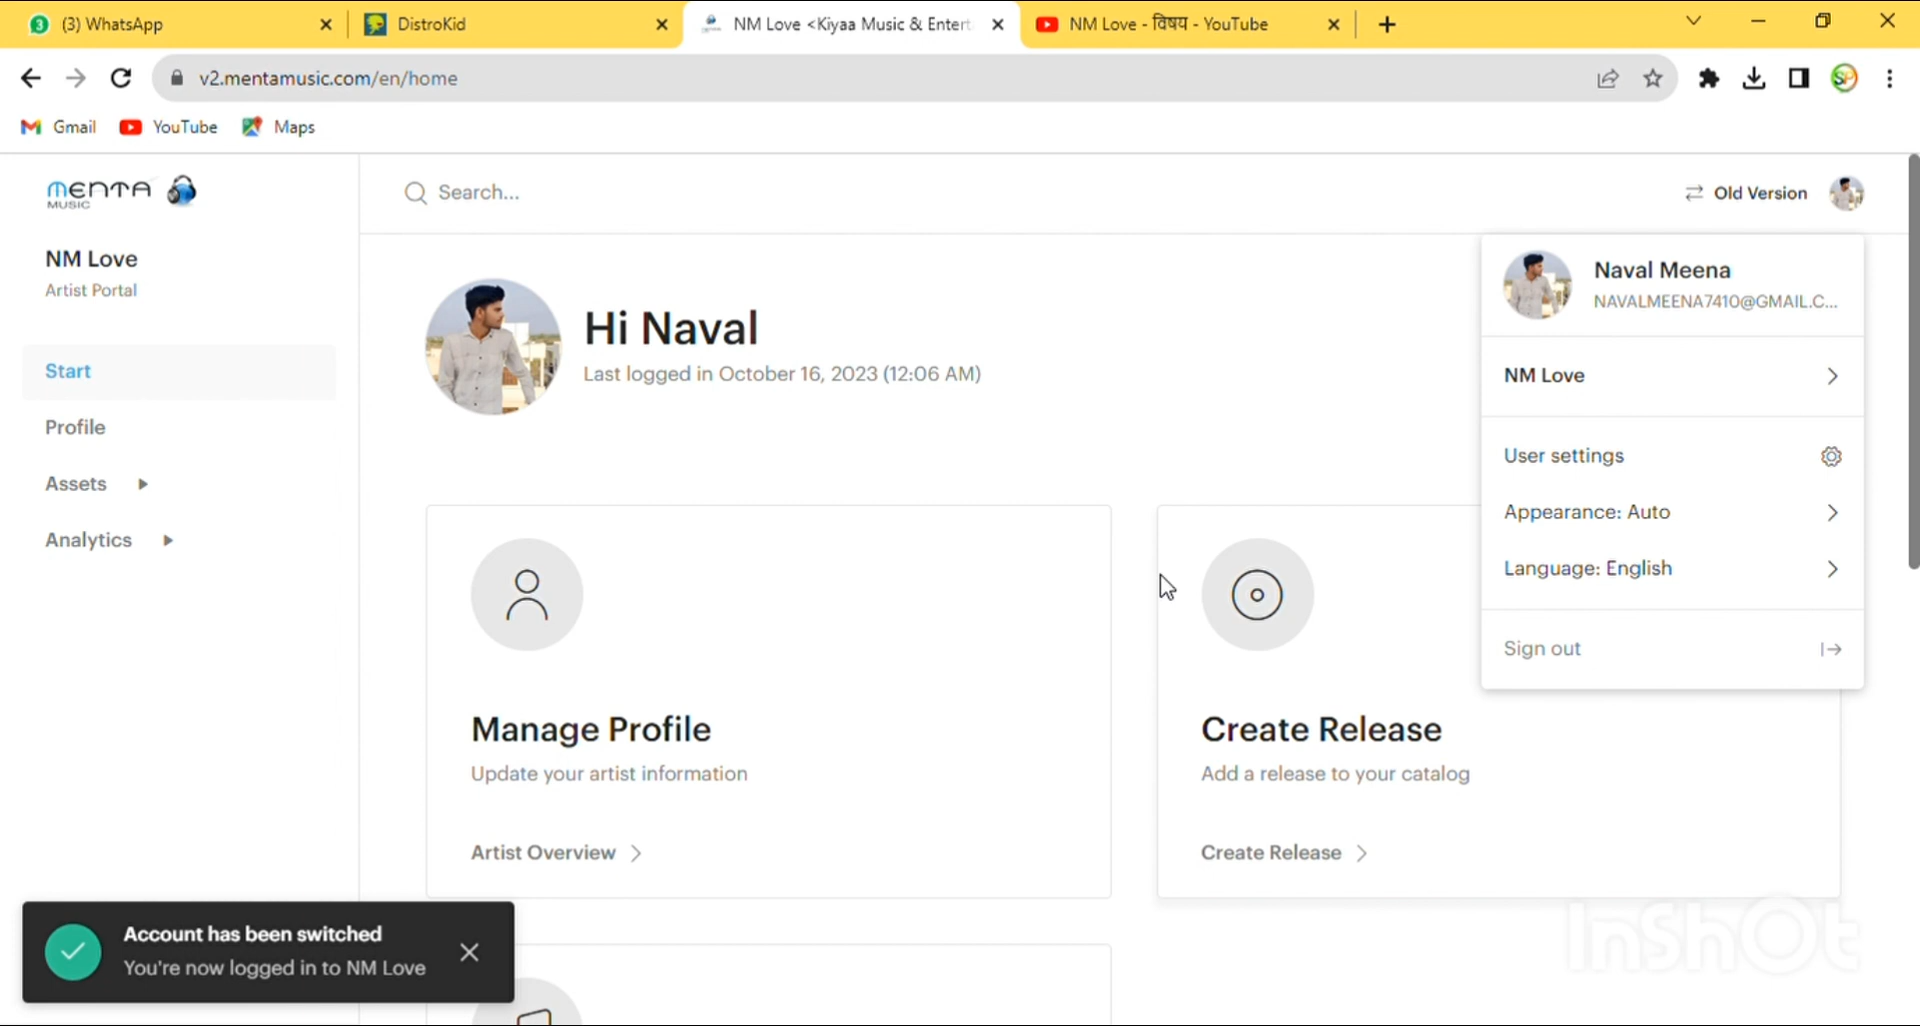 (3) WhatsApp
DistroKid
NM Love <Kiyaa Music & Entert
NM Love - विषय - YouTube
v2.mentamusic.com/en/home
Gmail
YouTube
Maps
MENTA
MUSIC
Search...
Old Version
NM Love
Artist Portal
Start
Profile
Assets
Analytics
Hi Naval
Last logged in October 16, 2023 (12:06 AM)
Naval Meena
NAVALMEENA7410@GMAIL.C...
NM Love
User settings
Appearance: Auto
Language: English
Sign out
Manage Profile
Update your artist information
Artist Overview
Create Release
Add a release to your catalog
Create Release
Account has been switched
You're now logged in to NM Love
InShOt